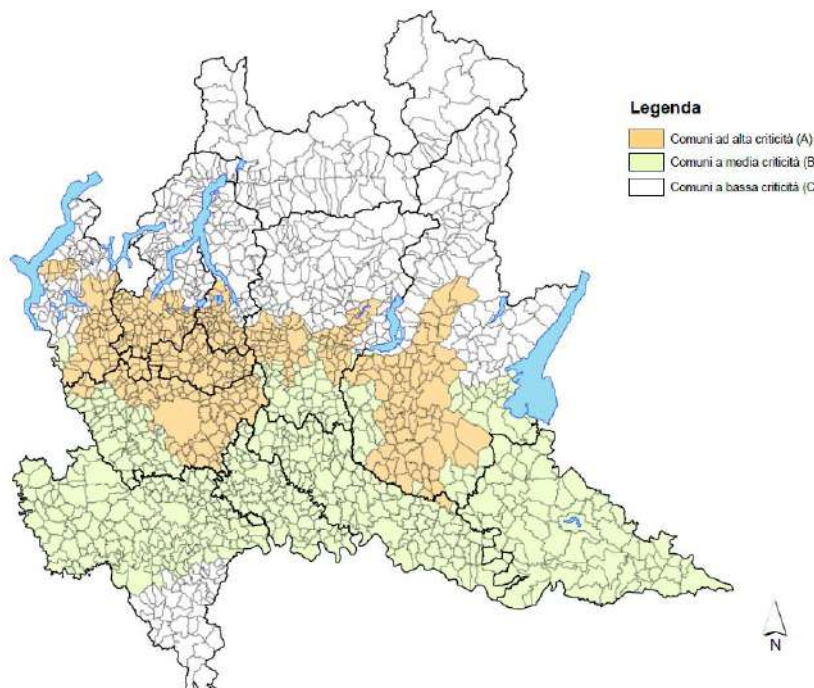 Legenda
Comuni ad alta criticità (A)
Comuni a media criticità (B
Comuni a bassa criticità (C
N